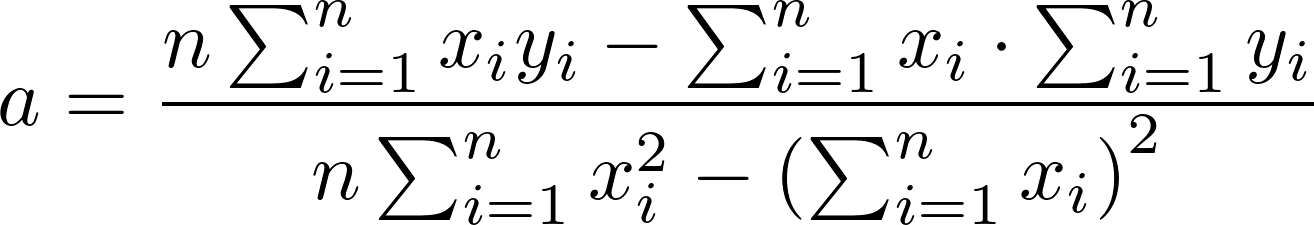 a = \frac{n \sum_{i=1}^{n} x_i y_i - \sum_{i=1}^{n} x_i \cdot \sum_{i=1}^{n} y_i}{n \sum_{i=1}^{n} x_i^2 - \left( \sum_{i=1}^{n} x_i \right)^2}